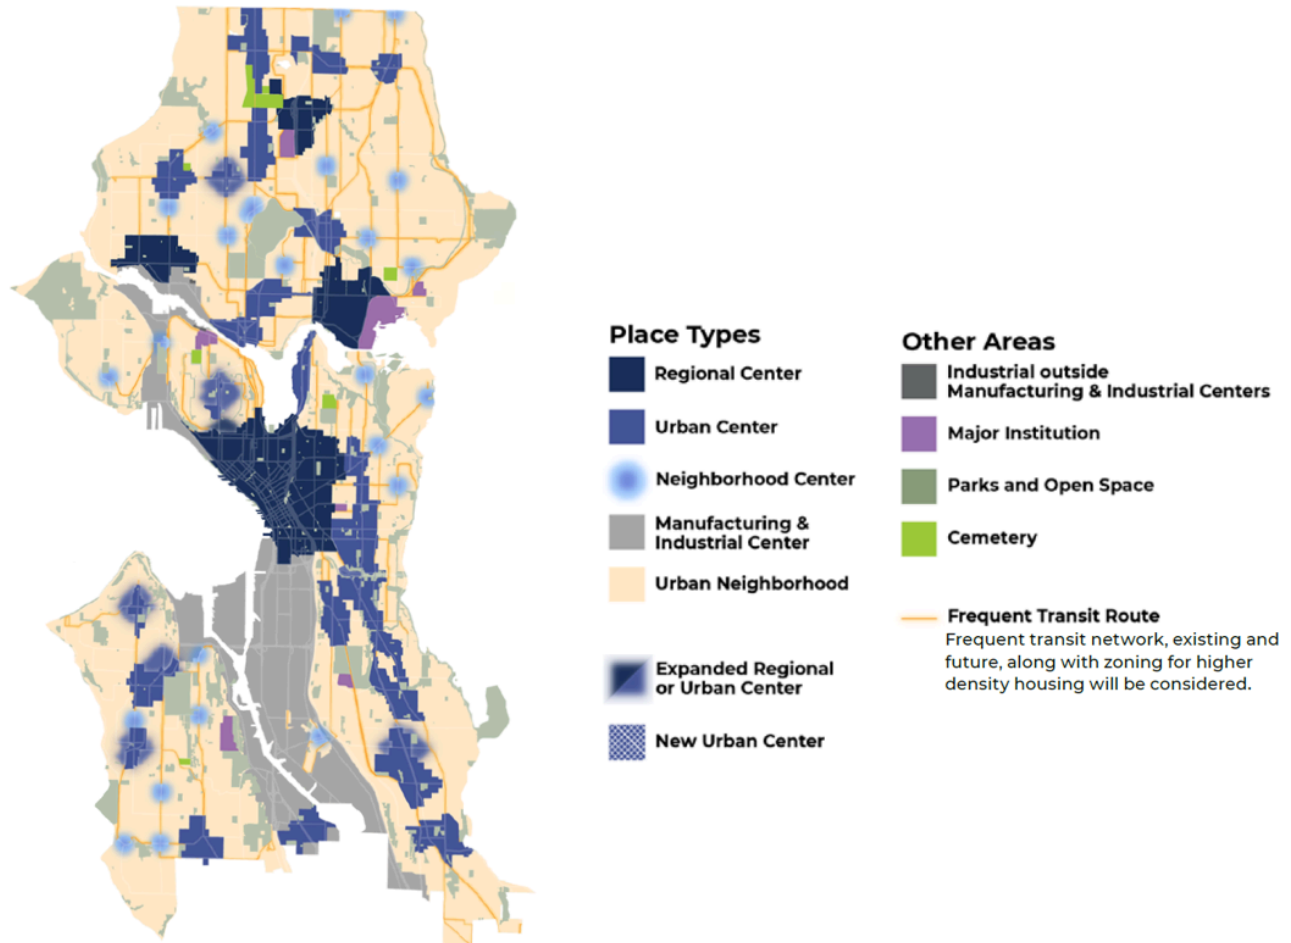 Place Types
Regional Center
Urban Center
Neighborhood Center
Manufacturing &
Industrial Center
Urban Neighborhood
Expanded Regional
or Urban Center
New Urban Center
Other Areas
Industrial outside
Manufacturing & Industrial Centers
Major Institution
Parks and Open Space
Cemetery
Frequent Transit Route
Frequent transit network, existing and
future, along with zoning for higher
density housing will be considered.